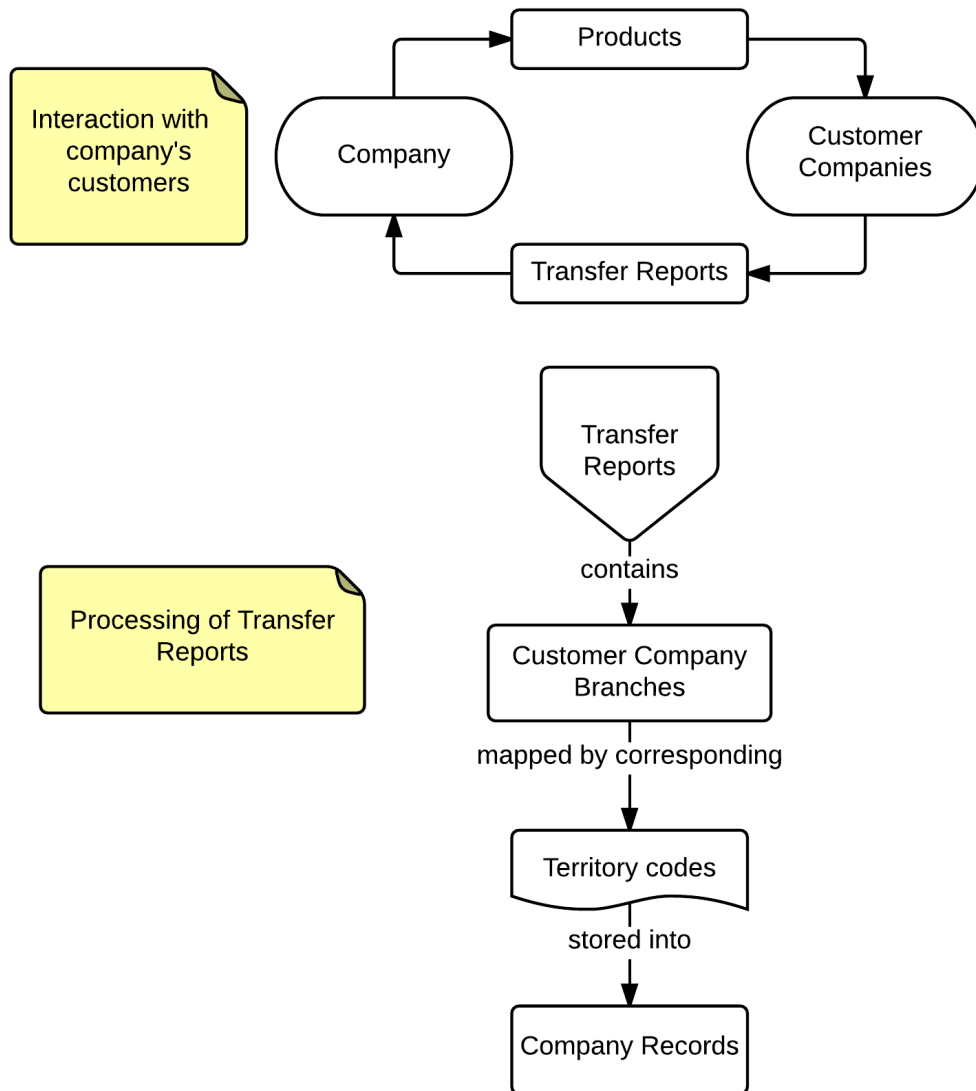 Products
Interaction with
company's
customers
Company
Customer
Companies
Transfer Reports
Transfer
Reports
contains
Processing of Transfer
Reports
Customer Company
Branches
mapped by corresponding
Territory codes
stored into
Company Records